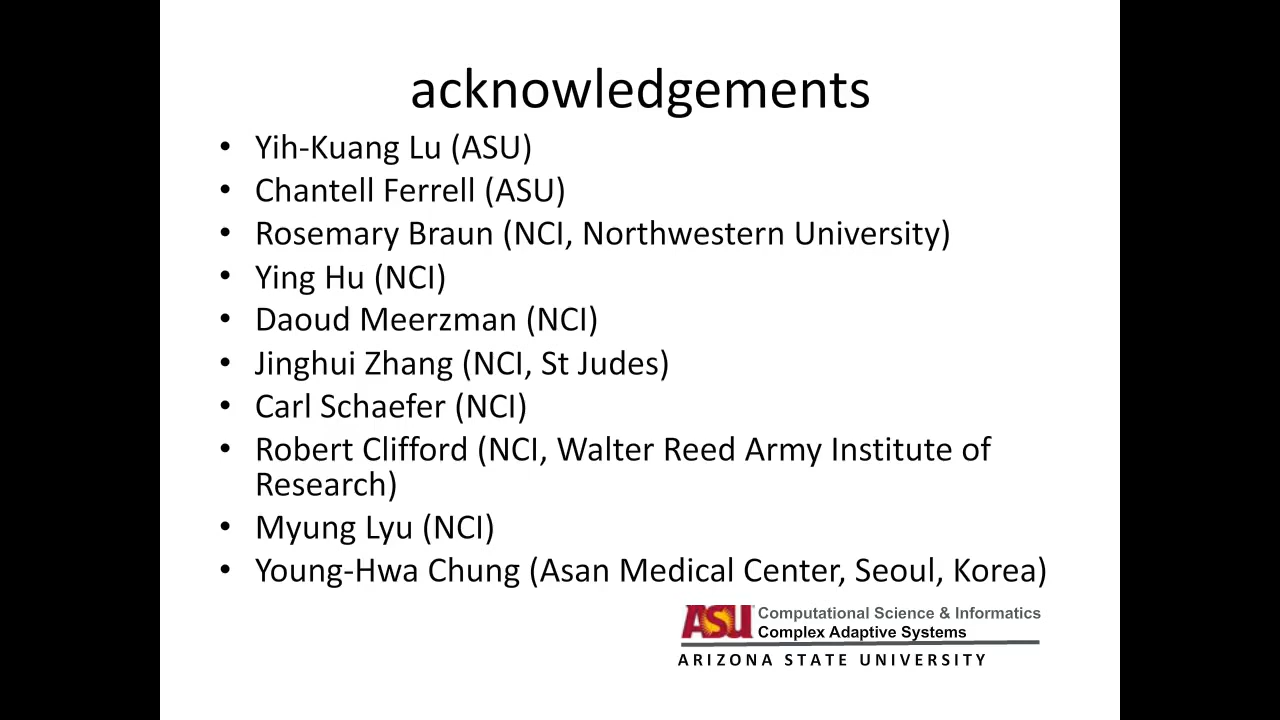 acknowledgements
• Yih-Kuang Lu (ASU)
• Chantell Ferrell (ASU)
• Rosemary Braun (NCI, Northwestern University)
• Ying Hu (NCI)
• Daoud Meerzman (NCI)
• Jinghui Zhang (NCI, St Judes)
• Carl Schaefer (NCI)
• Robert Clifford (NCI, Walter Reed Army Institute of
Research)
• Myung Lyu (NCI)
• Young-Hwa Chung (Asan Medical Center, Seoul, Korea)
ASU Computational Science & Informatics
Complex Adaptive Systems
ARIZONA STATE UNIVERSITY